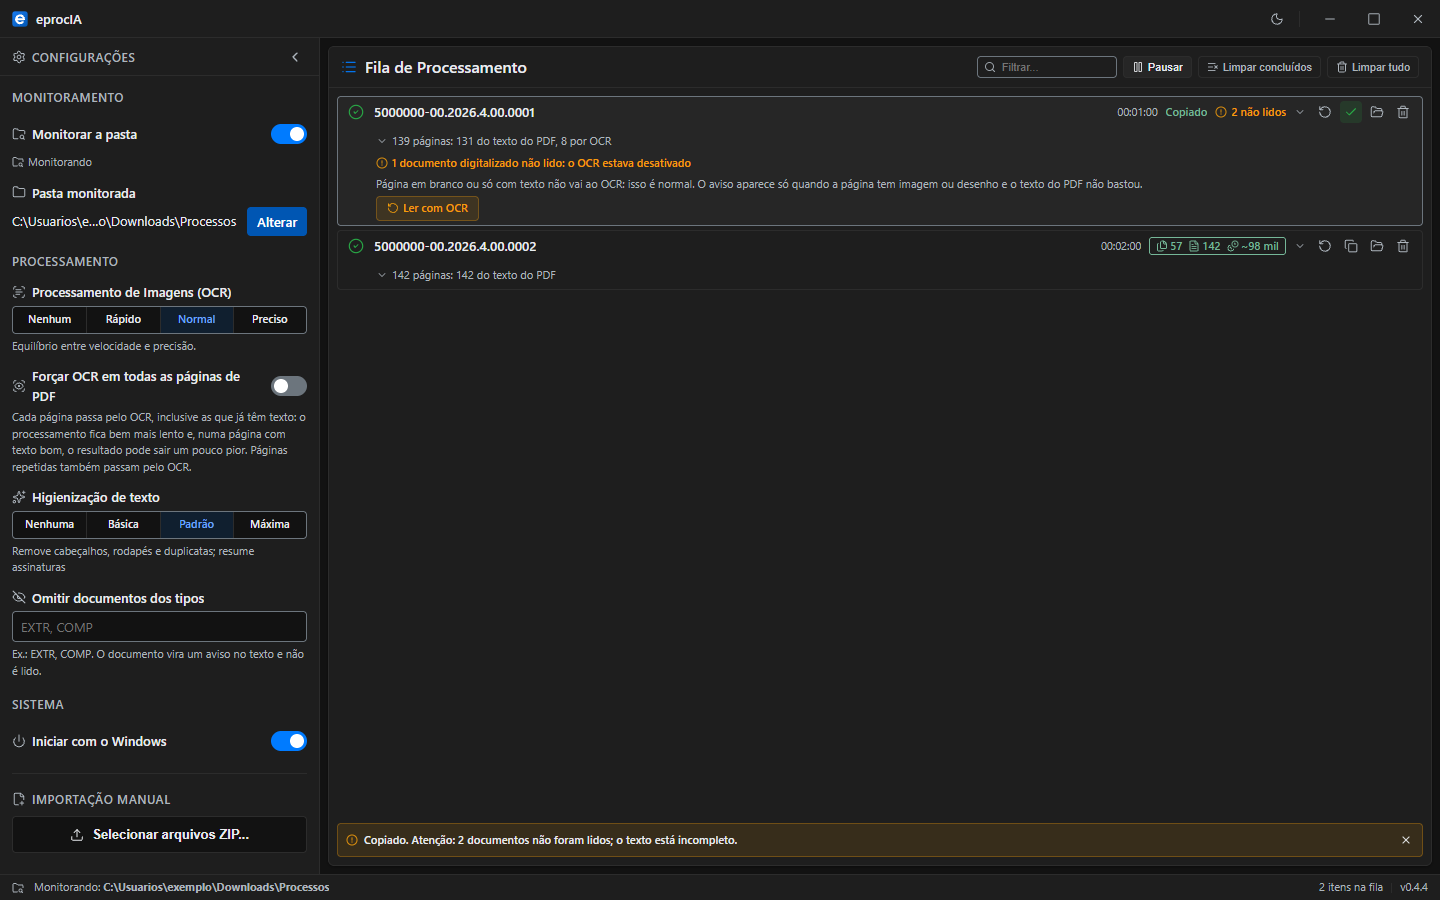 eprocIA
CONFIGURAÇÕES
MONITORAMENTO
Monitorar a pasta
Monitorando
Pasta monitorada
C:\Usuarios\e...o\Downloads\Processos
Alterar
PROCESSAMENTO
Processamento de Imagens (OCR)
Nenhum Rápido Normal Preciso
Equilíbrio entre velocidade e precisão.
Forçar OCR em todas as páginas de
PDF
Cada página passa pelo OCR, inclusive as que já têm texto: o
processamento fica bem mais lento e, numa página com
texto bom, o resultado pode sair um pouco pior. Páginas
repetidas também passam pelo OCR.
Higienização de texto
Nenhuma Básica Padrão Máxima
Remove cabeçalhos, rodapés e duplicatas; resume
assinaturas
Omitir documentos dos tipos
EXTR, COMP
Ex.: EXTR, COMP. O documento vira um aviso no texto e não
é lido.
SISTEMA
Iniciar com o Windows
IMPORTAÇÃO MANUAL
Selecionar arquivos ZIP...
Fila de Processamento
Filtrar...
Pausar
Limpar concluídos
Limpar tudo
5000000-00.2026.4.00.0001
00:01:00 Copiado 2 não lidos
139 páginas: 131 do texto do PDF, 8 por OCR
1 documento digitalizado não lido: o OCR estava desativado
Página em branco ou só com texto não vai ao OCR: isso é normal. O aviso aparece só quando a página tem imagem ou desenho e o texto do PDF não bastou.
Ler com OCR
5000000-00.2026.4.00.0002
00:02:00 57 142 ~98 mil
142 páginas: 142 do texto do PDF
Copiado. Atenção: 2 documentos não foram lidos; o texto está incompleto.
Monitorando: C:\Usuarios\exemplo\Downloads\Processos
2 itens na fila
v0.4.4